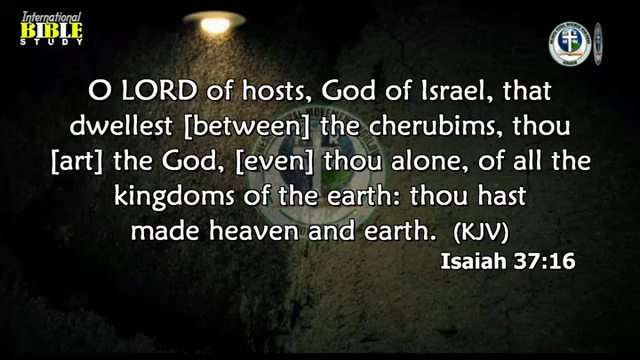 International
BIBLE
STUDY
O LORD of hosts, God of Israel, that
dwellest [between] the cherubims, thou
[art] the God, [even] thou alone, of all the
kingdoms of the earth: thou hast
made heaven and earth. (KJV)
Isaiah 37:16